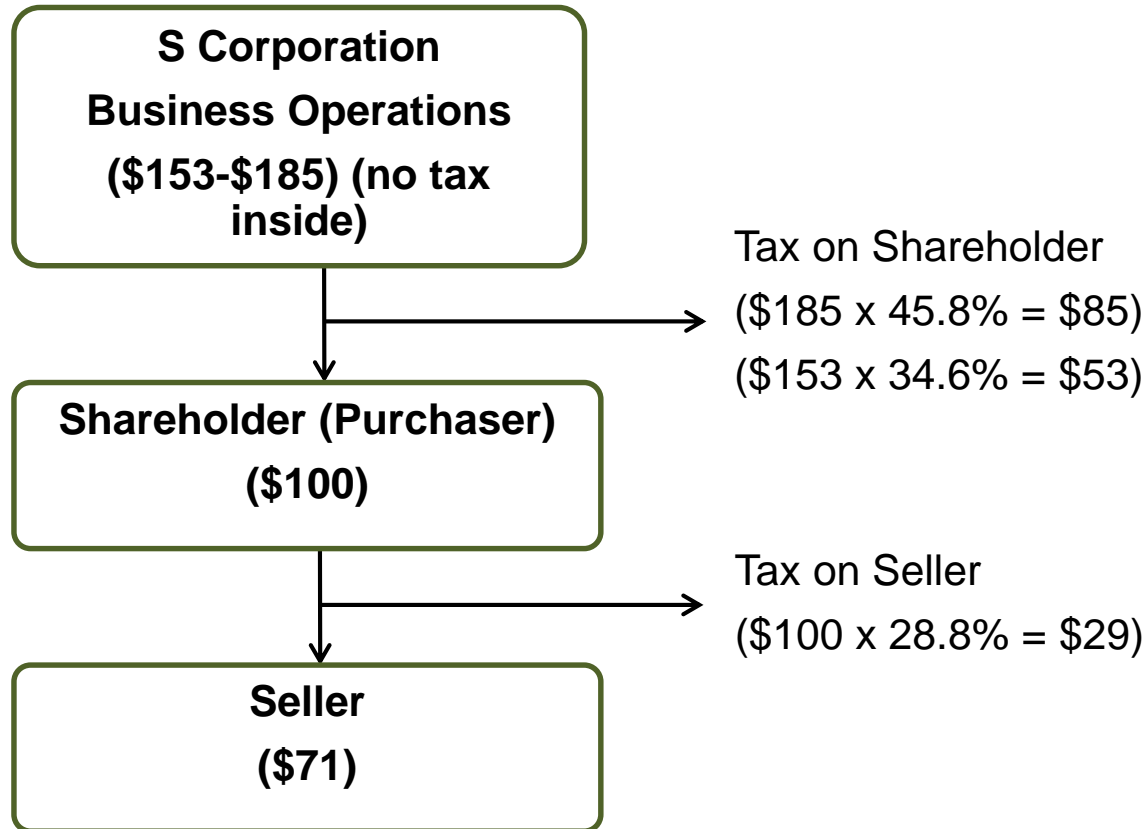 S Corporation
Business Operations
($153-$185) (no tax
inside)
Tax on Shareholder
($185 x 45.8% = $85)
($153 x 34.6% = $53)
Shareholder (Purchaser)
($100)
Tax on Seller
($100 x 28.8% = $29)
Seller
($71)